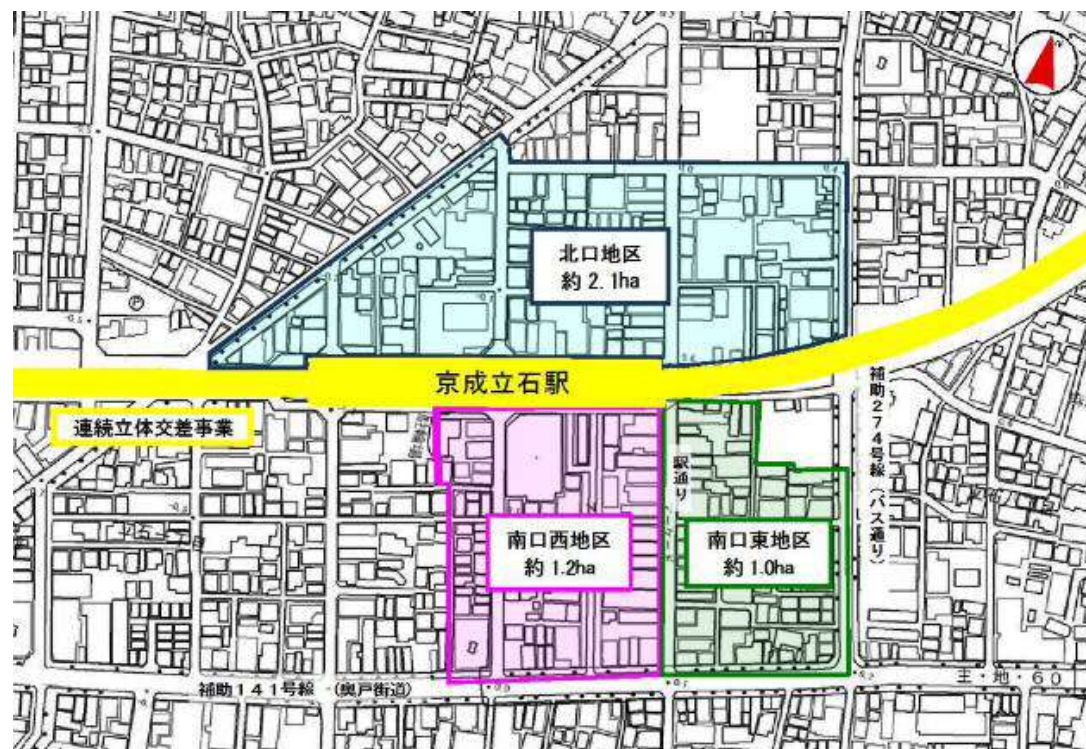 北口地区
約2.1ha
京成立石駅
連続立体交差事業
補助274号線(バス通り)
駅通り
南口西地区
約1.2ha
南口東地区
約1.0ha
補助141号線 (奥戸街道)
主・地・60